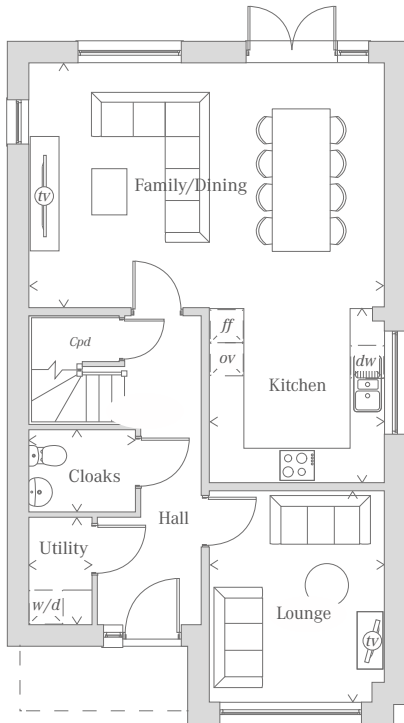 Family/Dining
tv
Cpd
ff
ov
dw
Kitchen
Cloaks
Hall
Utility
w/d
Lounge
tv